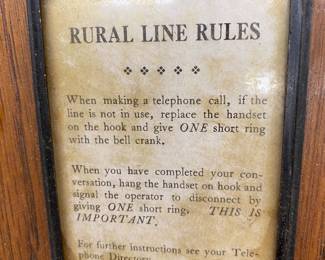 RURAL LINE RULES
When making a telephone call, if the
line is not in use, replace the handset
on the hook and give ONE short ring
with the bell crank.
When you have completed your con-
versation, hang the handset on hook and
signal the operator to disconnect by
giving ONE short ring. THIS IS
IMPORTANT.
For further instructions see your Tele-
phone Directory